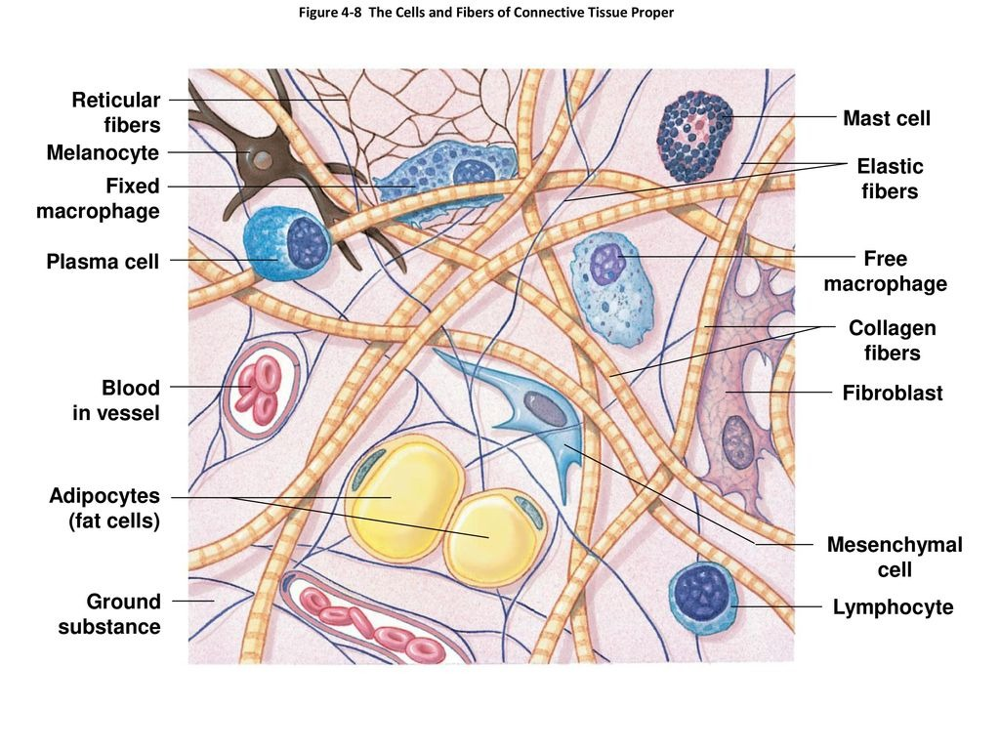 Figure 4-8  The Cells and Fibers of Connective Tissue Proper
Reticular
fibers
Melanocyte
Fixed
macrophage
Plasma cell
Blood
in vessel
Adipocytes
(fat cells)
Ground
substance
Mast cell
Elastic
fibers
Free
macrophage
Collagen
fibers
Fibroblast
Mesenchymal
cell
Lymphocyte